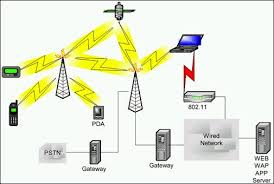 PDA
802.11
PSTN
Gateway
Gateway
Wired
Network
WEB
WAP
APP
Server